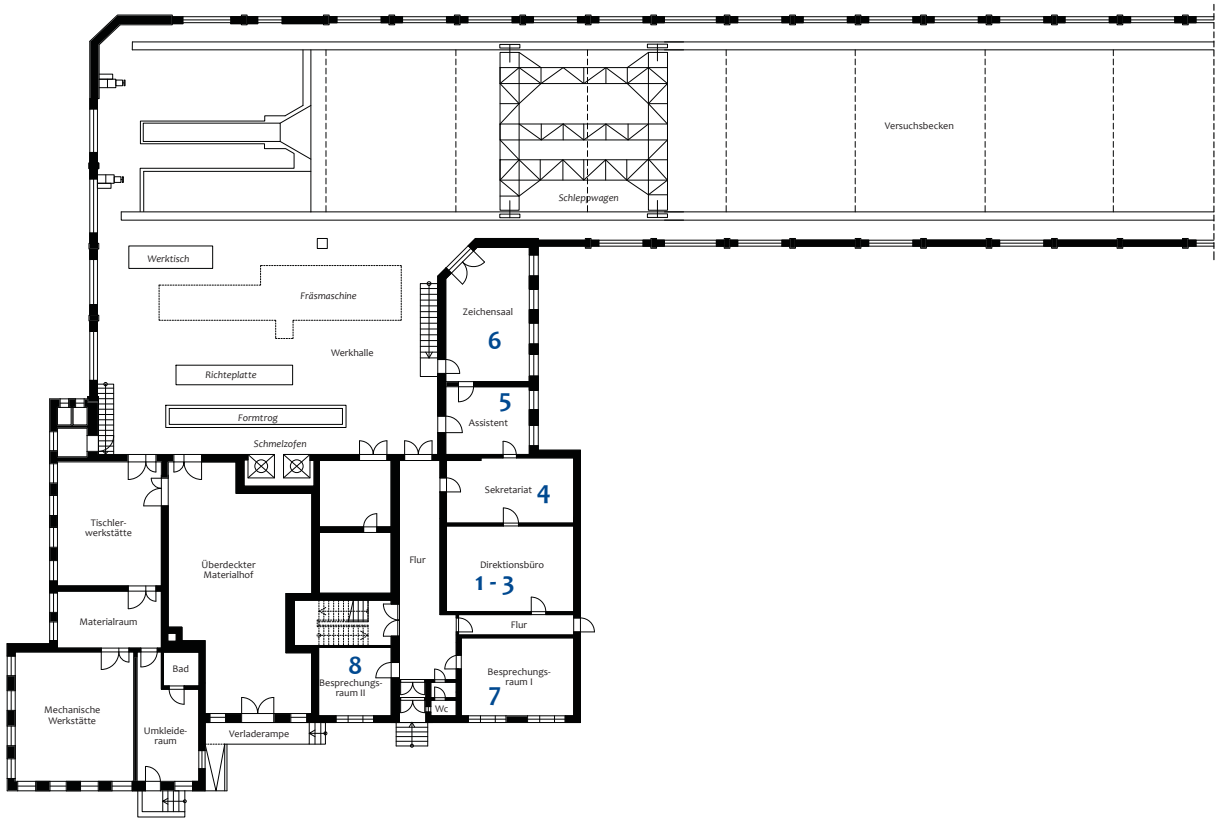 Versuchsbecken
Schleppwagen
Werktisch
Fräsmaschine
Zeichensaal
6
Werkhalle
Richteplatte
5
Assistent
Formtrog
Schmelzofen
Sekretariat 4
Tischler-
werkstätte
Überdeckter
Materialhof
Flur
Direktionsbüro
1 - 3
Materialraum
Flur
Bad
8
Besprechungs-
raum II
Besprechungs-
raum I
7
Mechanische
Werkstätte
Umkleide-
raum
Verladerampe
Wc